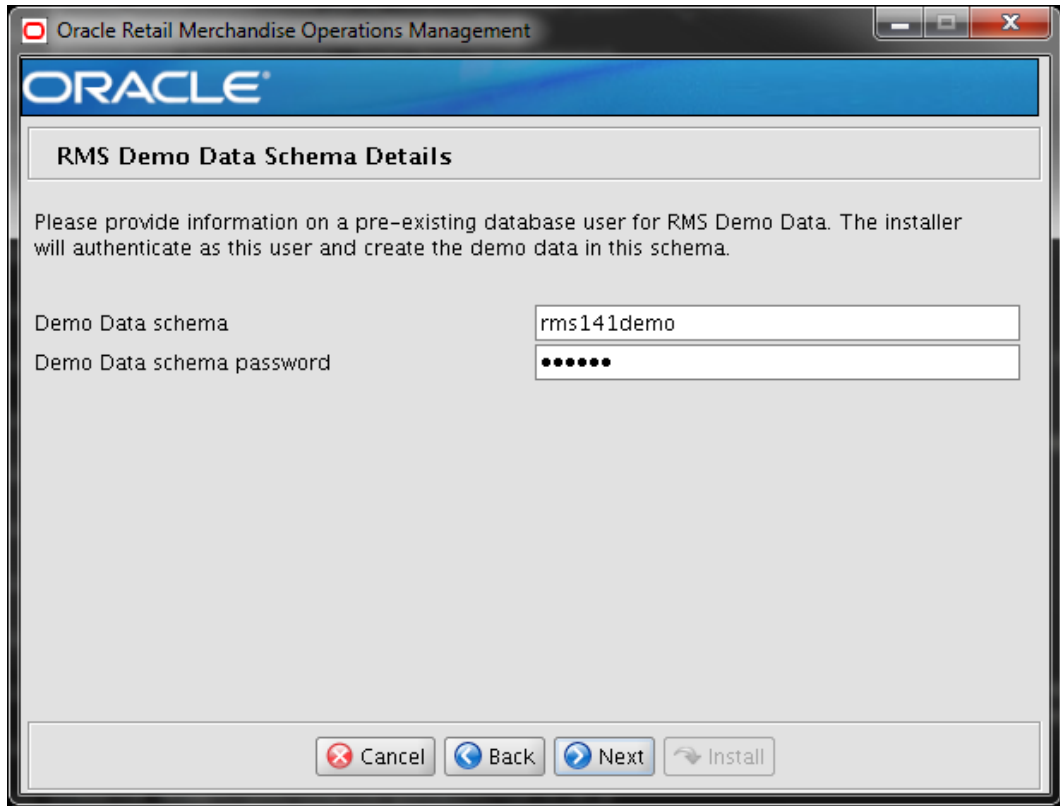 Oracle Retail Merchandise Operations Management
ORACLE®
RMS Demo Data Schema Details
Please provide information on a pre-existing database user for RMS Demo Data. The installer
will authenticate as this user and create the demo data in this schema.
Demo Data schema
rms141demo
Demo Data schema password
••••••
Cancel
Back
Next
Install